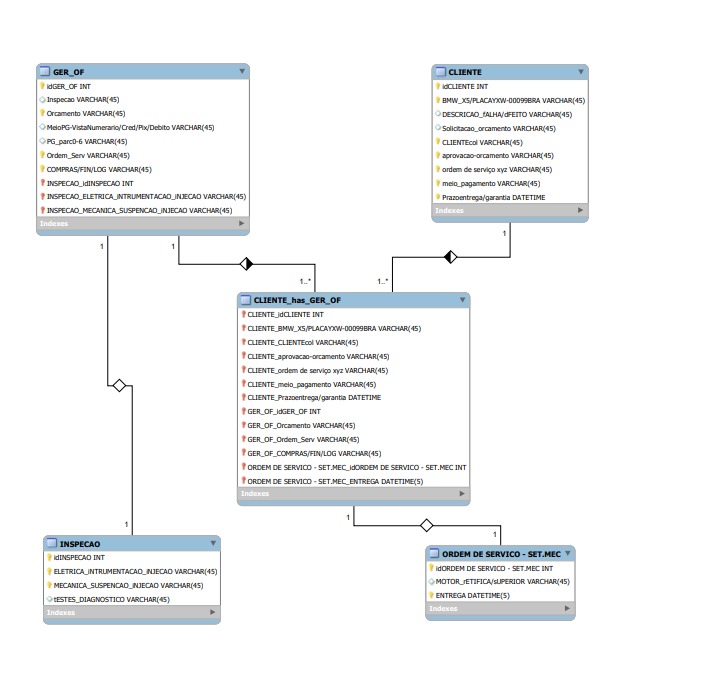 GER_OF
idGER_OF INT
Inspecao VARCHAR(45)
Orcamento VARCHAR(45)
MeioPG-VistaNumerario/Cred/Pix/Debito VARCHAR(45)
PG_parc0-6 VARCHAR(45)
Ordem_Serv VARCHAR(45)
COMPRAS/FIN/LOG VARCHAR(45)
INSPECAO_idINSPECAO INT
INSPECAO_ELETRICA_iNTRUMENTACAO_iNJECAO VARCHAR(45)
INSPECAO_MECANICA_SUSPENCAO_iNJECAO VARCHAR(45)
Indexes
CLIENTE
idCLIENTE INT
BMW_X5/PLACAYXW-00099BRA VARCHAR(45)
DESCRICAO_fALHA/dFEITO VARCHAR(45)
Solicitacao_orcamento VARCHAR(45)
CLIENTEcol VARCHAR(45)
aprovacao-orcamento VARCHAR(45)
ordem de serviço xyz VARCHAR(45)
meio_pagamento VARCHAR(45)
Prazoentrega/garantia DATETIME
Indexes
1
1
1
1..*
1..*
CLIENTE_has_GER_OF
CLIENTE_idCLIENTE INT
CLIENTE_BMW_X5/PLACAYXW-00099BRA VARCHAR(45)
CLIENTE_CLIENTEcol VARCHAR(45)
CLIENTE_aprovacao-orcamento VARCHAR(45)
CLIENTE_ordem de serviço xyz VARCHAR(45)
CLIENTE_meio_pagamento VARCHAR(45)
CLIENTE_Prazoentrega/garantia DATETIME
GER_OF_idGER_OF INT
GER_OF_Orcamento VARCHAR(45)
GER_OF_Ordem_Serv VARCHAR(45)
GER_OF_COMPRAS/FIN/LOG VARCHAR(45)
ORDEM DE SERVICO - SET.MEC_idORDEM DE SERVICO - SET.MEC INT
ORDEM DE SERVICO - SET.MEC_ENTREGA DATETIME(5)
Indexes
1
1
1
INSPECAO
idINSPECAO INT
ELETRICA_iNTRUMENTACAO_iNJECAO VARCHAR(45)
MECANICA_SUSPENCAO_iNJECAO VARCHAR(45)
tESTES_DIAGNOSTICO VARCHAR(45)
Indexes
ORDEM DE SERVICO - SET.MEC
idORDEM DE SERVICO - SET.MEC INT
MOTOR_rETIFICA/sUPERIOR VARCHAR(45)
ENTREGA DATETIME(5)
Indexes